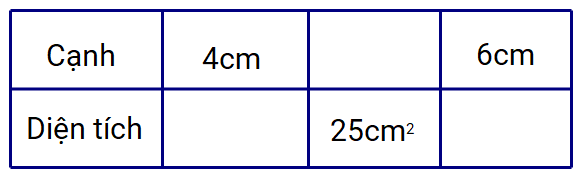 Cạnh 4cm 6cm
Diện tích 25cm²